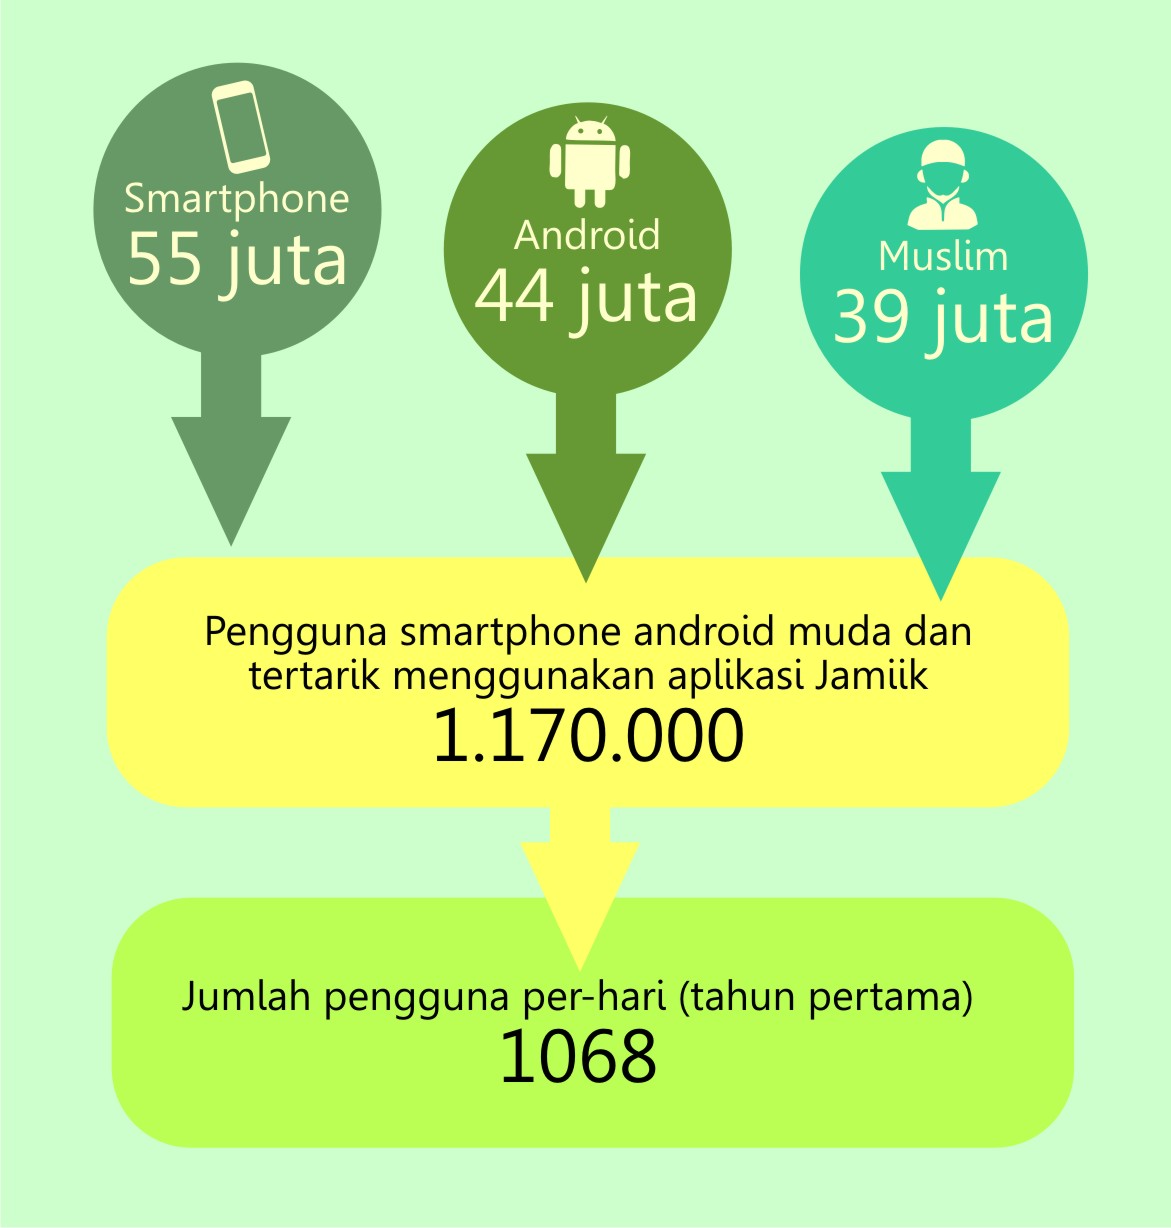 Smartphone
55 juta
Android
44 juta
Muslim
39 juta
Pengguna smartphone android muda dan
tertarik menggunakan aplikasi Jamiik
1.170.000
Jumlah pengguna per-hari (tahun pertama)
1068